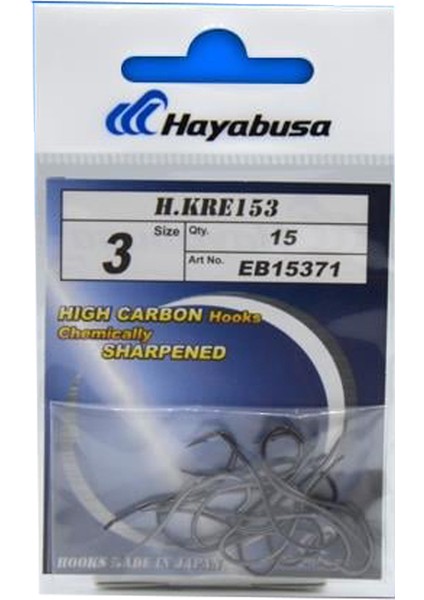 Hayabusa
H.KRE153
3 Size Qty. 15
Art No. EB15371
HIGH CARBON Hooks
Chemically
SHARPENED
HOOKS MADE IN JAPAN